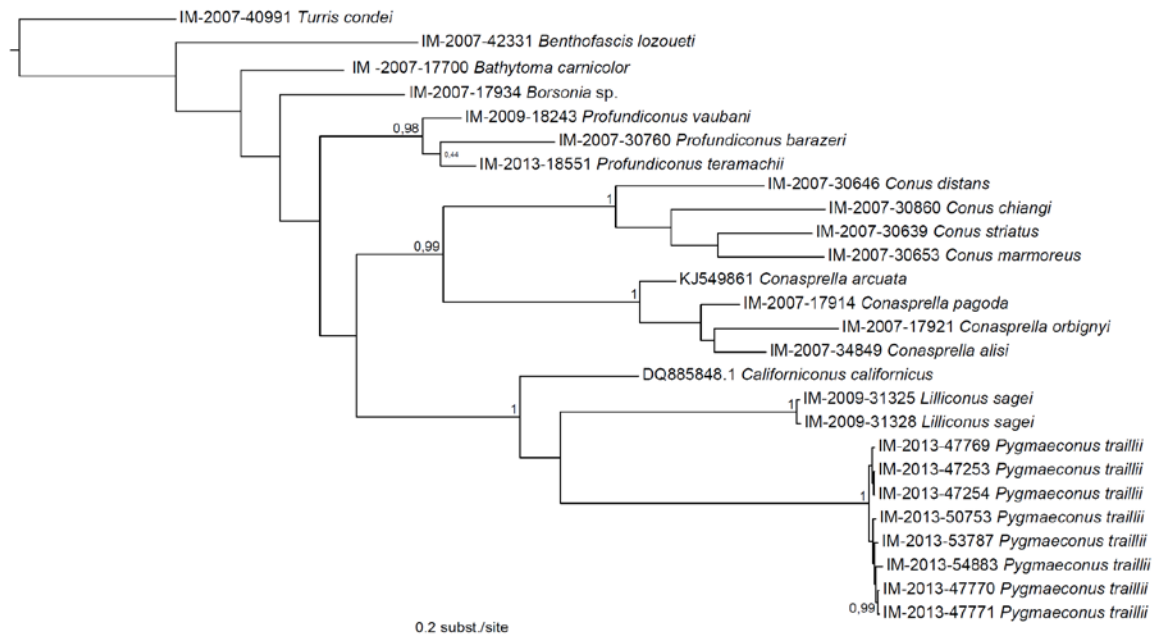 IM-2007-40991 Turris condei
IM-2007-42331 Benthofascis lozoueti
IM -2007-17700 Bathytoma carnicolor
IM-2007-17934 Borsonia sp.
IM-2009-18243 Profundiconus vaubani
0,98
IM-2007-30760 Profundiconus barazeri
0,44
IM-2013-18551 Profundiconus teramachii
IM-2007-30646 Conus distans
1
IM-2007-30860 Conus chiangi
IM-2007-30639 Conus striatus
0,99
IM-2007-30653 Conus marmoreus
KJ549861 Conasprella arcuata
1
IM-2007-17914 Conasprella pagoda
IM-2007-17921 Conasprella orbignyi
IM-2007-34849 Conasprella alisi
DQ885848.1 Californiconus californicus
1
IM-2009-31325 Lilliconus sagei
1
IM-2009-31328 Lilliconus sagei
IM-2013-47769 Pygmaeconus traillii
IM-2013-47253 Pygmaeconus traillii
1
IM-2013-47254 Pygmaeconus traillii
IM-2013-50753 Pygmaeconus traillii
IM-2013-53787 Pygmaeconus traillii
IM-2013-54883 Pygmaeconus traillii
IM-2013-47770 Pygmaeconus traillii
0,99
IM-2013-47771 Pygmaeconus traillii
0.2 subst./site